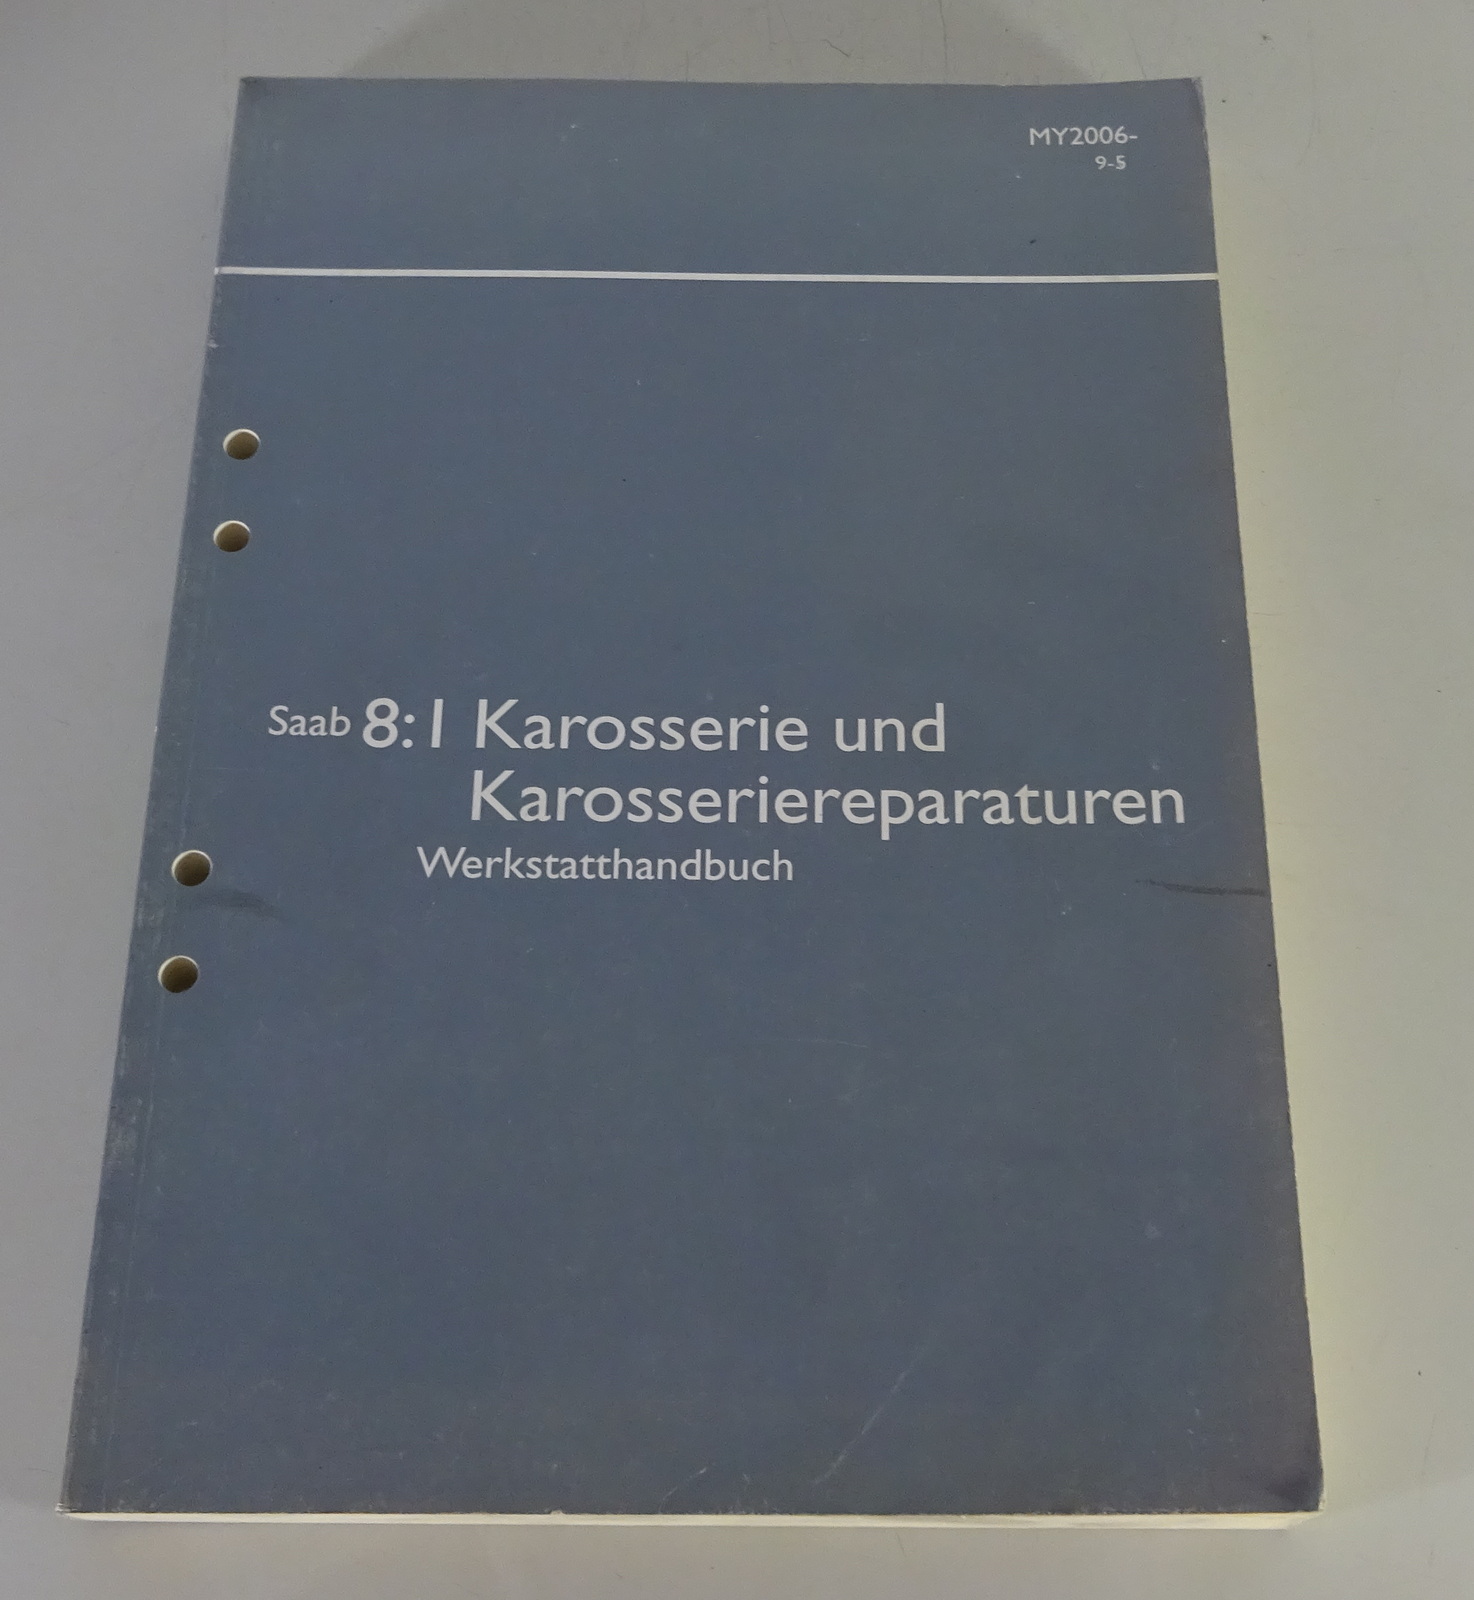 MY2006-
9-5
Saab 8:1 Karosserie und
Karosseriereparaturen
Werkstatthandbuch